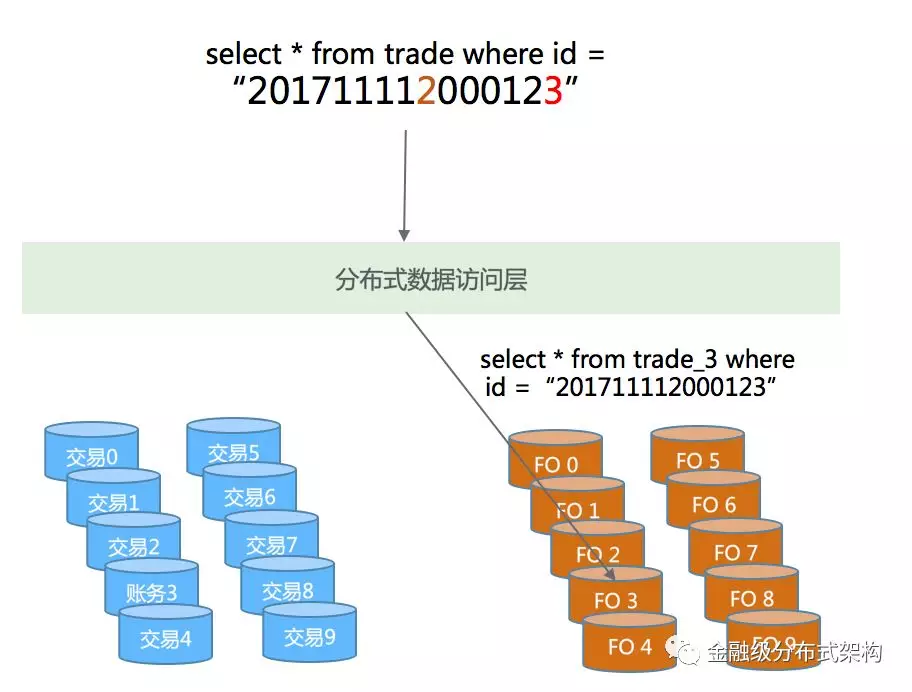 select * from trade where id =
“201711112000123”
分布式数据访问层
select * from trade_3 where
id = “201711112000123”
交易0
交易5
交易1
交易6
交易2
交易7
账务3
交易8
交易4
交易9
FO 0
FO 5
FO 1
FO 6
FO 2
FO 7
FO 3
FO 8
FO 4
FO 9
金融级分布式架构